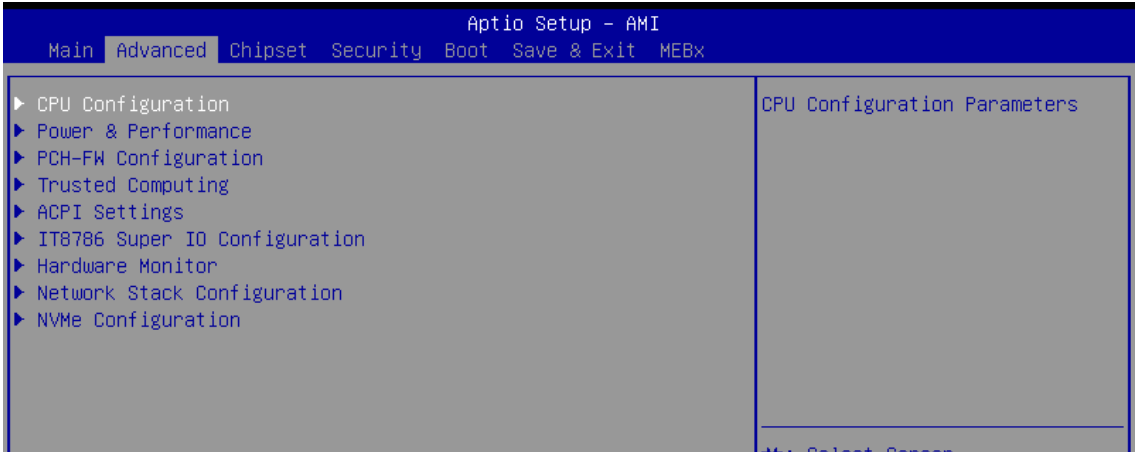 Aptio Setup – AMI
Main Advanced Chipset Security Boot Save & Exit MEBx
CPU Configuration
Power & Performance
PCH-FW Configuration
Trusted Computing
ACPI Settings
IT8786 Super IO Configuration
Hardware Monitor
Network Stack Configuration
NVMe Configuration
CPU Configuration Parameters